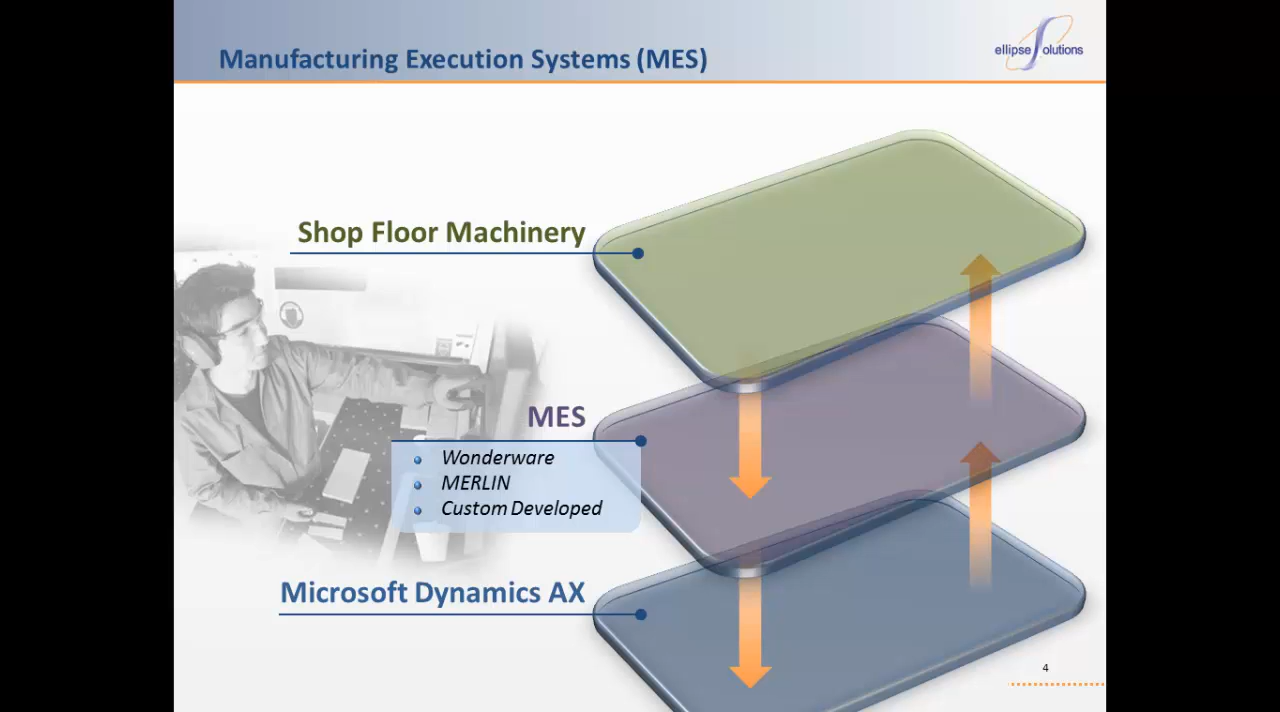 Manufacturing Execution Systems (MES)
ellipse Solutions
Shop Floor Machinery
MES
Wonderware
MERLIN
Custom Developed
Microsoft Dynamics AX
4